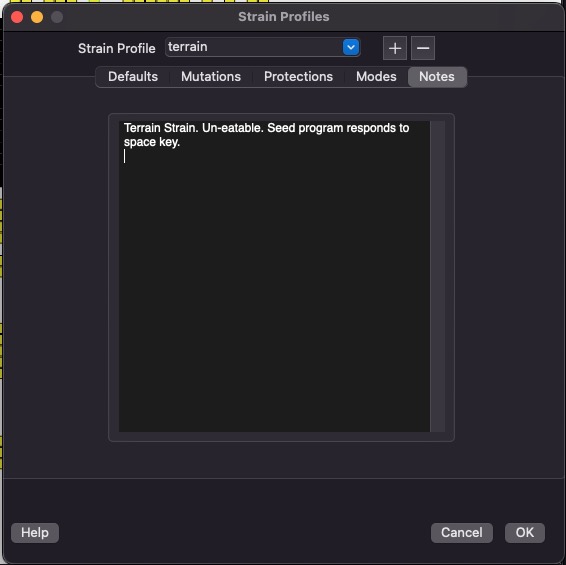 Strain Profiles
Strain Profile terrain + −
Defaults Mutations Protections Modes Notes
Terrain Strain. Un-eatable. Seed program responds to
space key.
Help Cancel OK